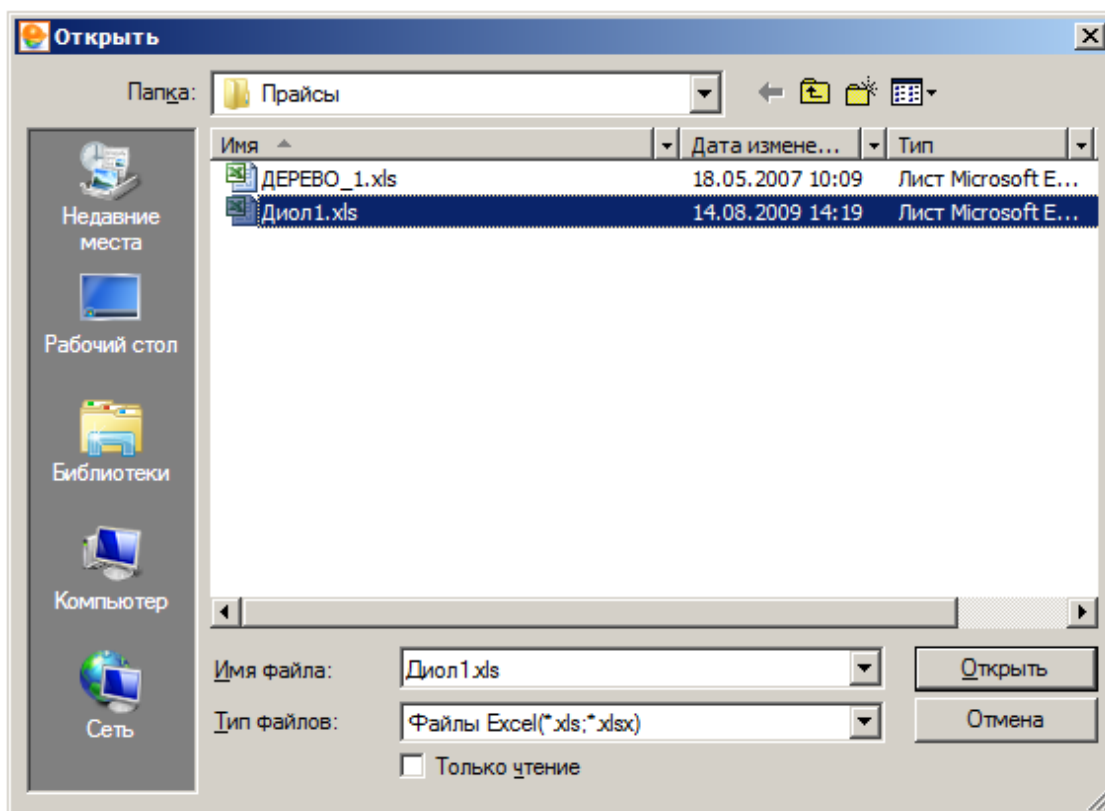 Открыть
Папка: Прайсы
Имя Дата измене... Тип
ДЕРЕВО_1.xls 18.05.2007 10:09 Лист Microsoft E...
Диол1.xls 14.08.2009 14:19 Лист Microsoft E...
Недавние
места
Рабочий стол
Библиотеки
Компьютер
Сеть
Имя файла: Диол1.xls Открыть
Тип файлов: Файлы Excel(*.xls;*.xlsx) Отмена
Только чтение